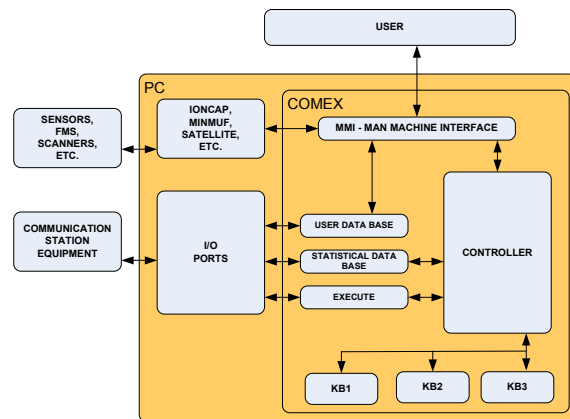 USER
PC
COMEX
SENSORS,
FMS,
SCANNERS,
ETC.
IONCAP,
MINMUF,
SATELLITE,
ETC.
MMI - MAN MACHINE INTERFACE
COMMUNICATION
STATION
EQUIPMENT
I/O
PORTS
USER DATA BASE
STATISTICAL DATA
BASE
EXECUTE
CONTROLLER
KB1
KB2
KB3